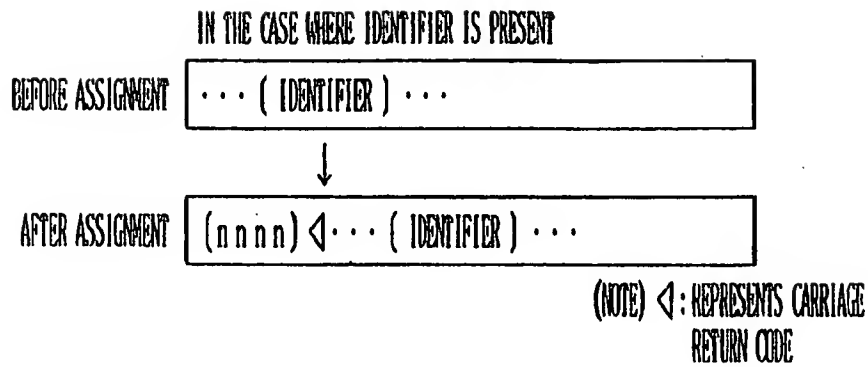 IN THE CASE WHERE IDENTIFIER IS PRESENT
BEFORE ASSIGNMENT · · · ( IDENTIFIER ) · · ·
AFTER ASSIGNMENT (nnnn) ◁ · · · ( IDENTIFIER ) · · ·
(NOTE) ◁ : REPRESENTS CARRIAGE
RETURN CODE